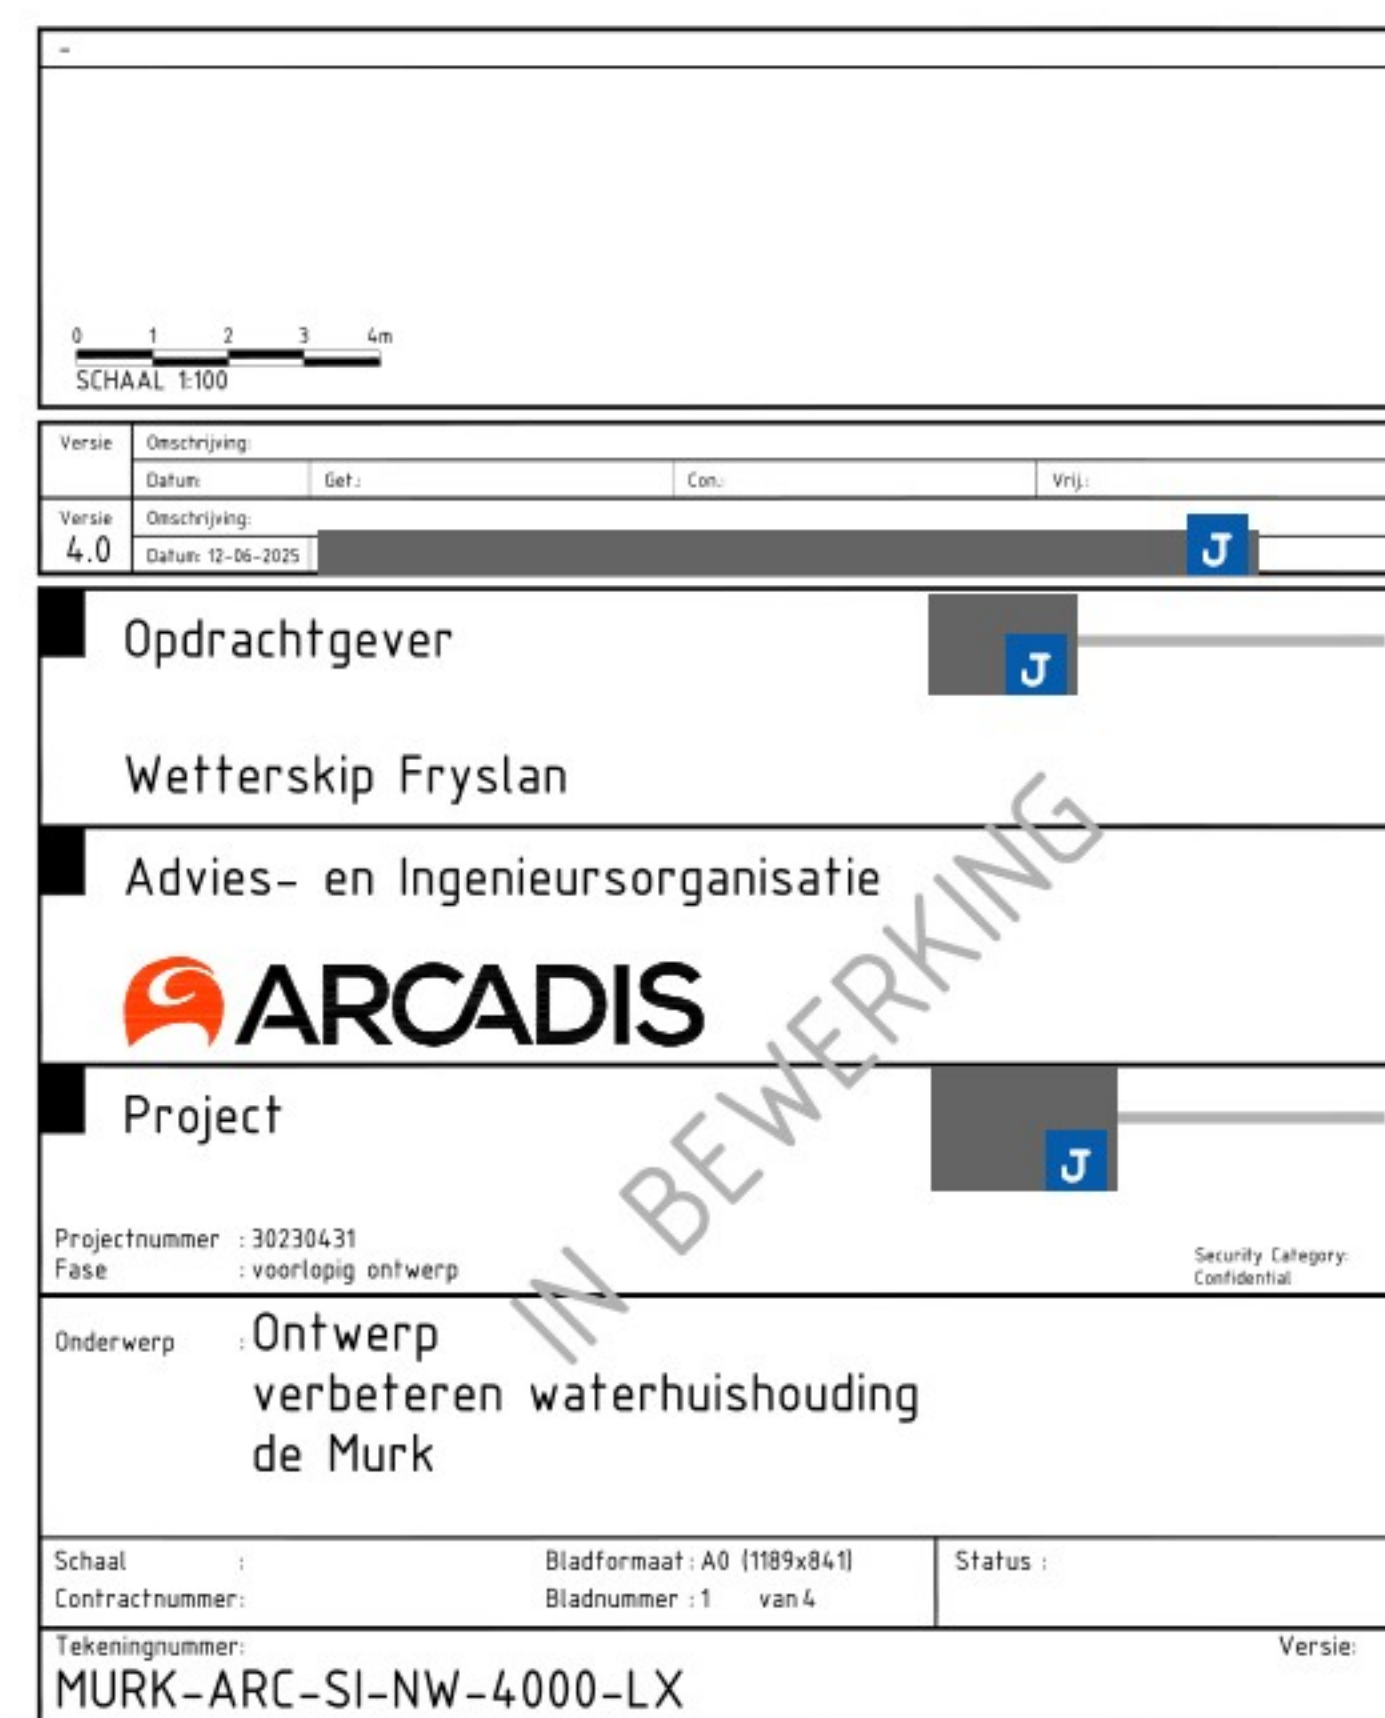 -
0 1 2 3 4m
SCHAAL 1:100
Versie Omschrijving:
Datum: Get.: Con.: Vrij.:
Versie Omschrijving:
4.0 Datum: 12-06-2025
J
Opdrachtgever
J
Wetterskip Fryslan
Advies- en Ingenieursorganisatie
ARCADIS
IN BEWERKING
Project
J
Projectnummer : 30230431
Fase : voorlopig ontwerp
Security Category:
Confidential
Onderwerp : Ontwerp
verbeteren waterhuishouding
de Murk
Schaal : Bladformaat : A0 (1189x841) Status :
Contractnummer: Bladnummer : 1 van 4
Tekeningnummer: Versie:
MURK-ARC-SI-NW-4000-LX